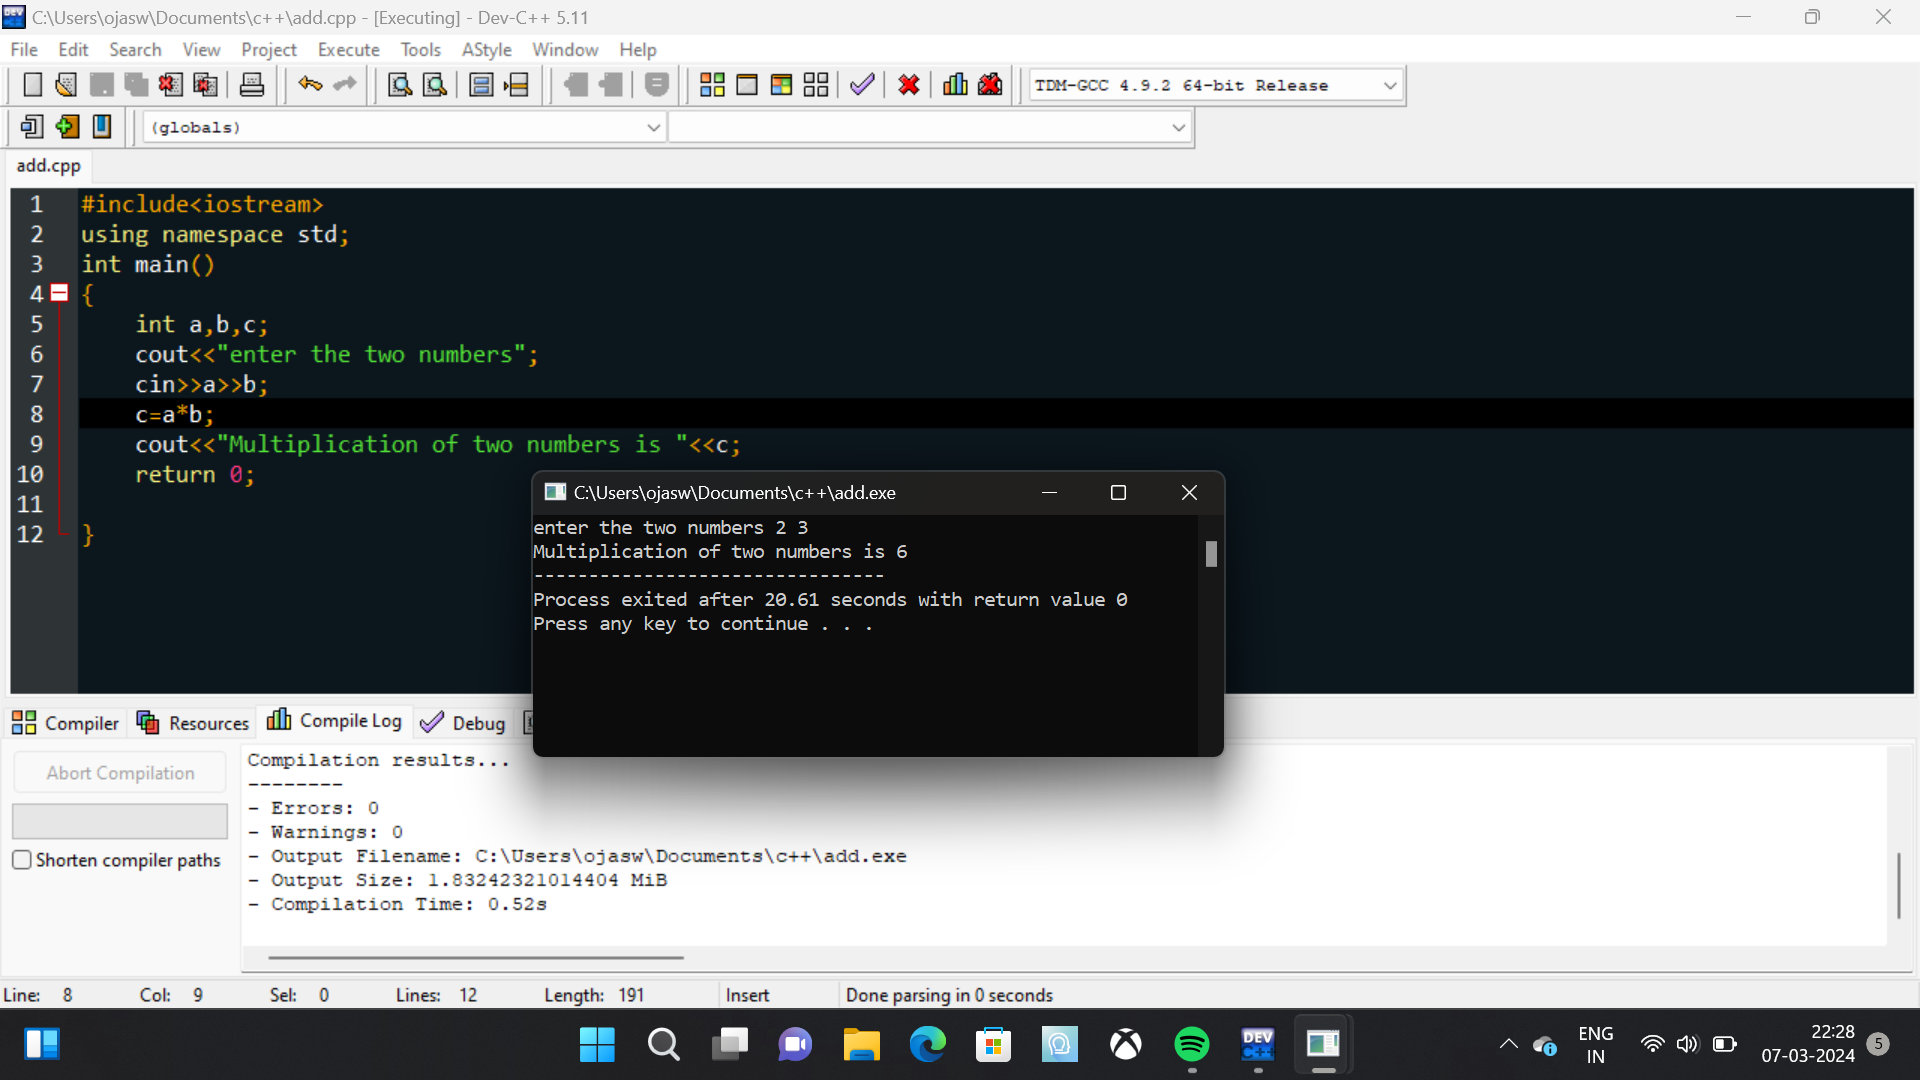 C:\Users\ojasw\Documents\c++\add.cpp - [Executing] - Dev-C++ 5.11
File Edit Search View Project Execute Tools AStyle Window Help
TDM-GCC 4.9.2 64-bit Release
(globals)
add.cpp
1 #include<iostream>
2 using namespace std;
3 int main()
4 {
5 int a,b,c;
6 cout<<"enter the two numbers";
7 cin>>a>>b;
8 c=a*b;
9 cout<<"Multiplication of two numbers is "<<c;
10 return 0;
11
12 }
C:\Users\ojasw\Documents\c++\add.exe
enter the two numbers 2 3
Multiplication of two numbers is 6
--------------------------------
Process exited after 20.61 seconds with return value 0
Press any key to continue . . .
Compiler Resources Compile Log Debug
Abort Compilation
Shorten compiler paths
Compilation results...
--------
- Errors: 0
- Warnings: 0
- Output Filename: C:\Users\ojasw\Documents\c++\add.exe
- Output Size: 1.83242321014404 MiB
- Compilation Time: 0.52s
Line: 8 Col: 9 Sel: 0 Lines: 12 Length: 191 Insert Done parsing in 0 seconds
DEV
C++
ENG
IN
22:28
07-03-2024
5